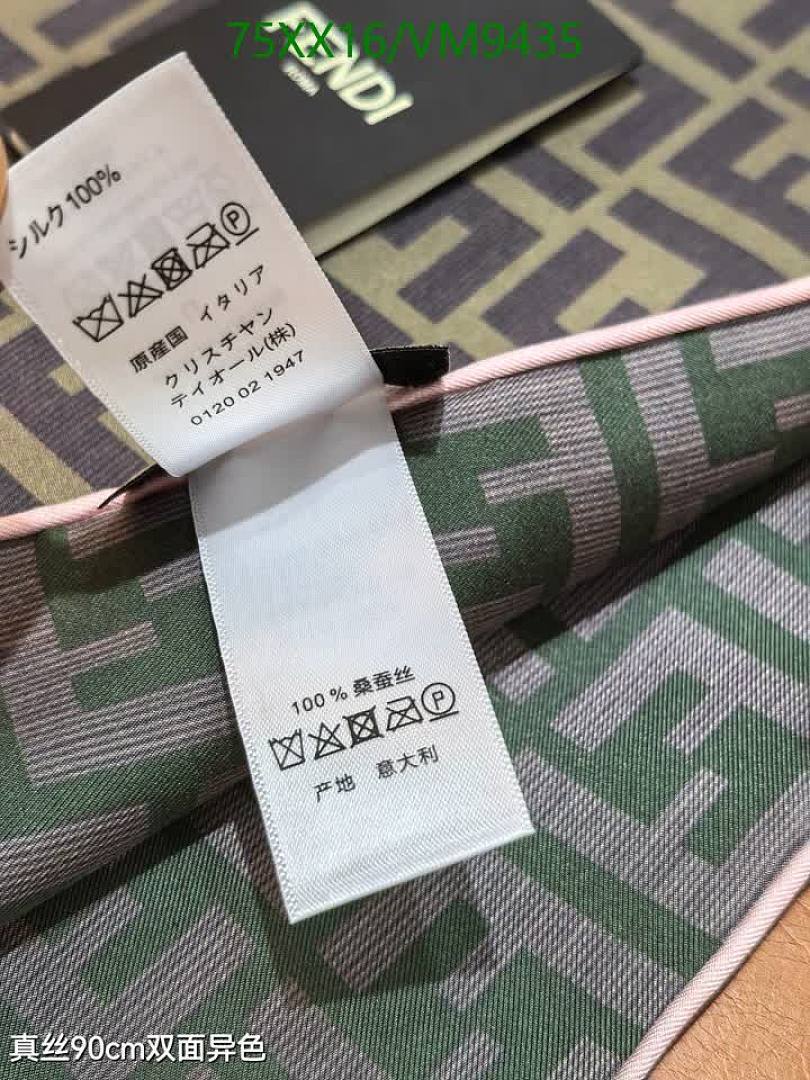 75XX16/VM9435
FENDI
ROMA
シルク100%
P
原産国 イタリア
クリスチャン
ディオール(株)
0120 02 1947
100 % 桑蚕丝
P
产地 意大利
真丝90cm双面异色